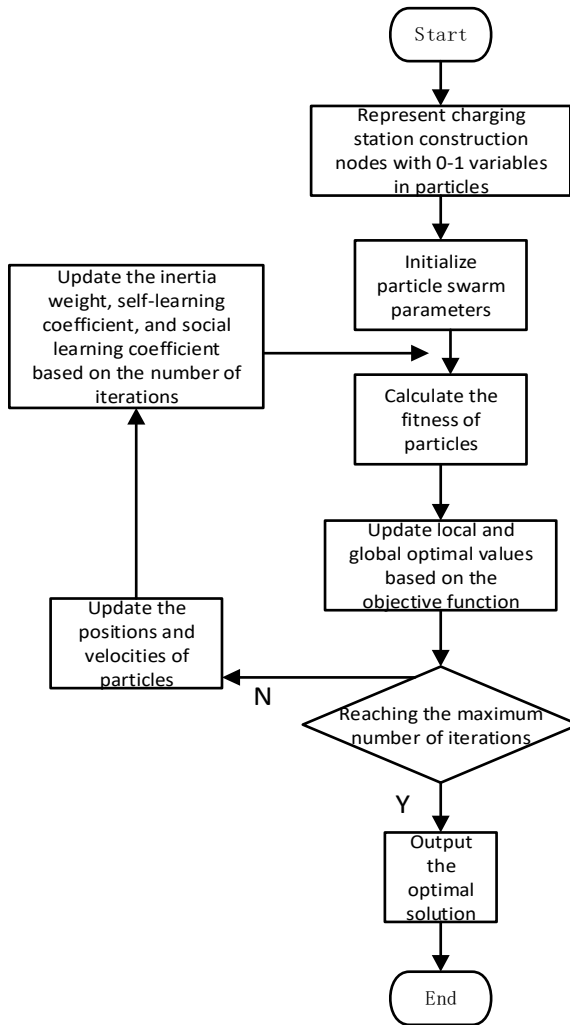 Start
Represent charging
station construction
nodes with 0-1 variables
in particles
Initialize
particle swarm
parameters
Update the inertia
weight, self-learning
coefficient, and social
learning coefficient
based on the number of
iterations
Calculate the
fitness of
particles
Update local and
global optimal values
based on the
objective function
Update the
positions and
velocities of
particles
N
Reaching the maximum
number of iterations
Y
Output
the
optimal
solution
End